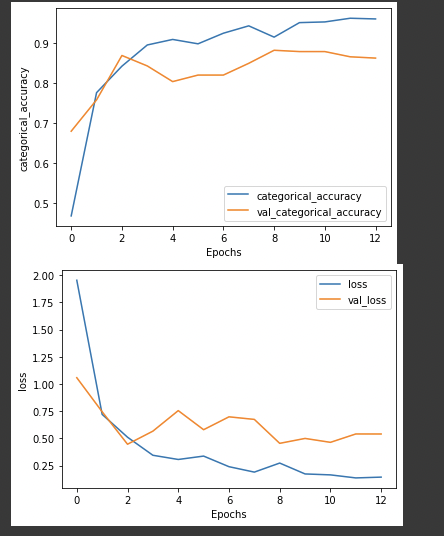 0.9
0.8
0.7
0.6
0.5
categorical_accuracy
categorical_accuracy
val_categorical_accuracy
0 2 4 6 8 10 12
Epochs
2.00
1.75
1.50
1.25
1.00
0.75
0.50
0.25
loss
loss
val_loss
0 2 4 6 8 10 12
Epochs